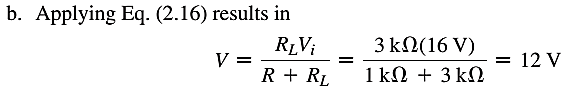 b. Applying Eq. (2.16) results in
V = R_L V_i / (R + R_L) = 3 kΩ(16 V) / (1 kΩ + 3 kΩ) = 12 V